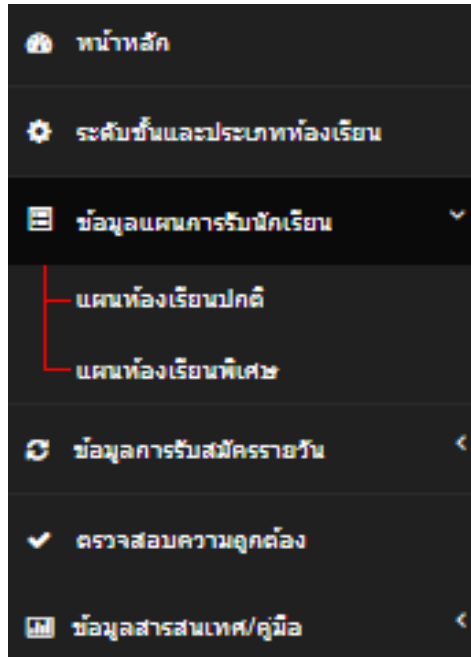 หน้าหลัก
ระดับชั้นและประเภทห้องเรียน
ข้อมูลแผนการรับนักเรียน
แผนห้องเรียนปกติ
แผนห้องเรียนพิเศษ
ข้อมูลการรับสมัครรายวัน
ตรวจสอบความถูกต้อง
ข้อมูลสารสนเทศ/คู่มือ